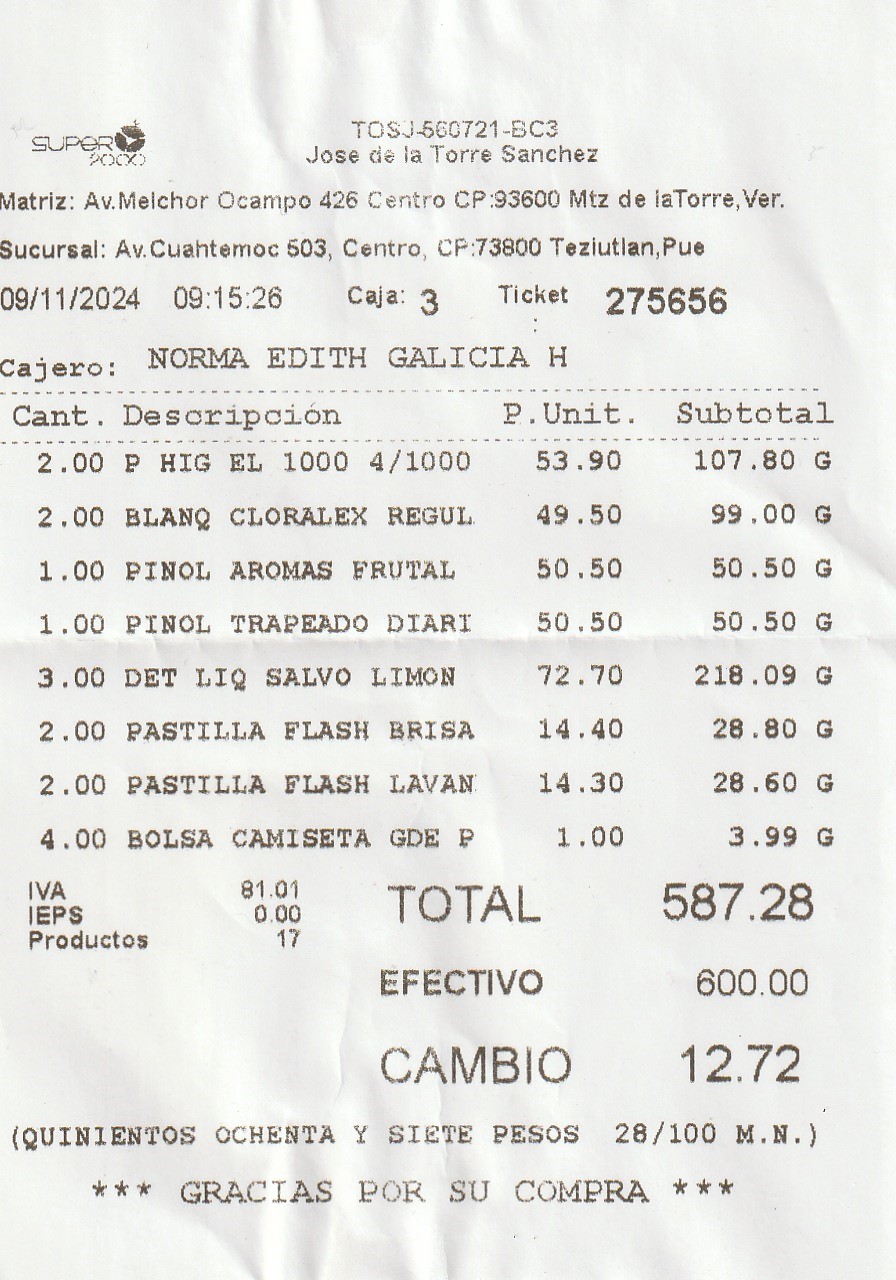 SUPER 2000
TOSJ-560721-BC3
Jose de la Torre Sanchez
Matriz: Av.Melchor Ocampo 426 Centro CP:93600 Mtz de laTorre,Ver.
Sucursal: Av.Cuahtemoc 503, Centro, CP:73800 Teziutlan,Pue
09/11/2024 09:15:26 Caja: 3 Ticket : 275656
Cajero: NORMA EDITH GALICIA H
Cant. Descripción P.Unit. Subtotal
2.00 P HIG EL 1000 4/1000 53.90 107.80 G
2.00 BLANQ CLORALEX REGUL 49.50 99.00 G
1.00 PINOL AROMAS FRUTAL 50.50 50.50 G
1.00 PINOL TRAPEADO DIARI 50.50 50.50 G
3.00 DET LIQ SALVO LIMON 72.70 218.09 G
2.00 PASTILLA FLASH BRISA 14.40 28.80 G
2.00 PASTILLA FLASH LAVAN 14.30 28.60 G
4.00 BOLSA CAMISETA GDE P 1.00 3.99 G
IVA 81.01
IEPS 0.00
Productos 17
TOTAL 587.28
EFECTIVO 600.00
CAMBIO 12.72
(QUINIENTOS OCHENTA Y SIETE PESOS 28/100 M.N.)
*** GRACIAS POR SU COMPRA ***